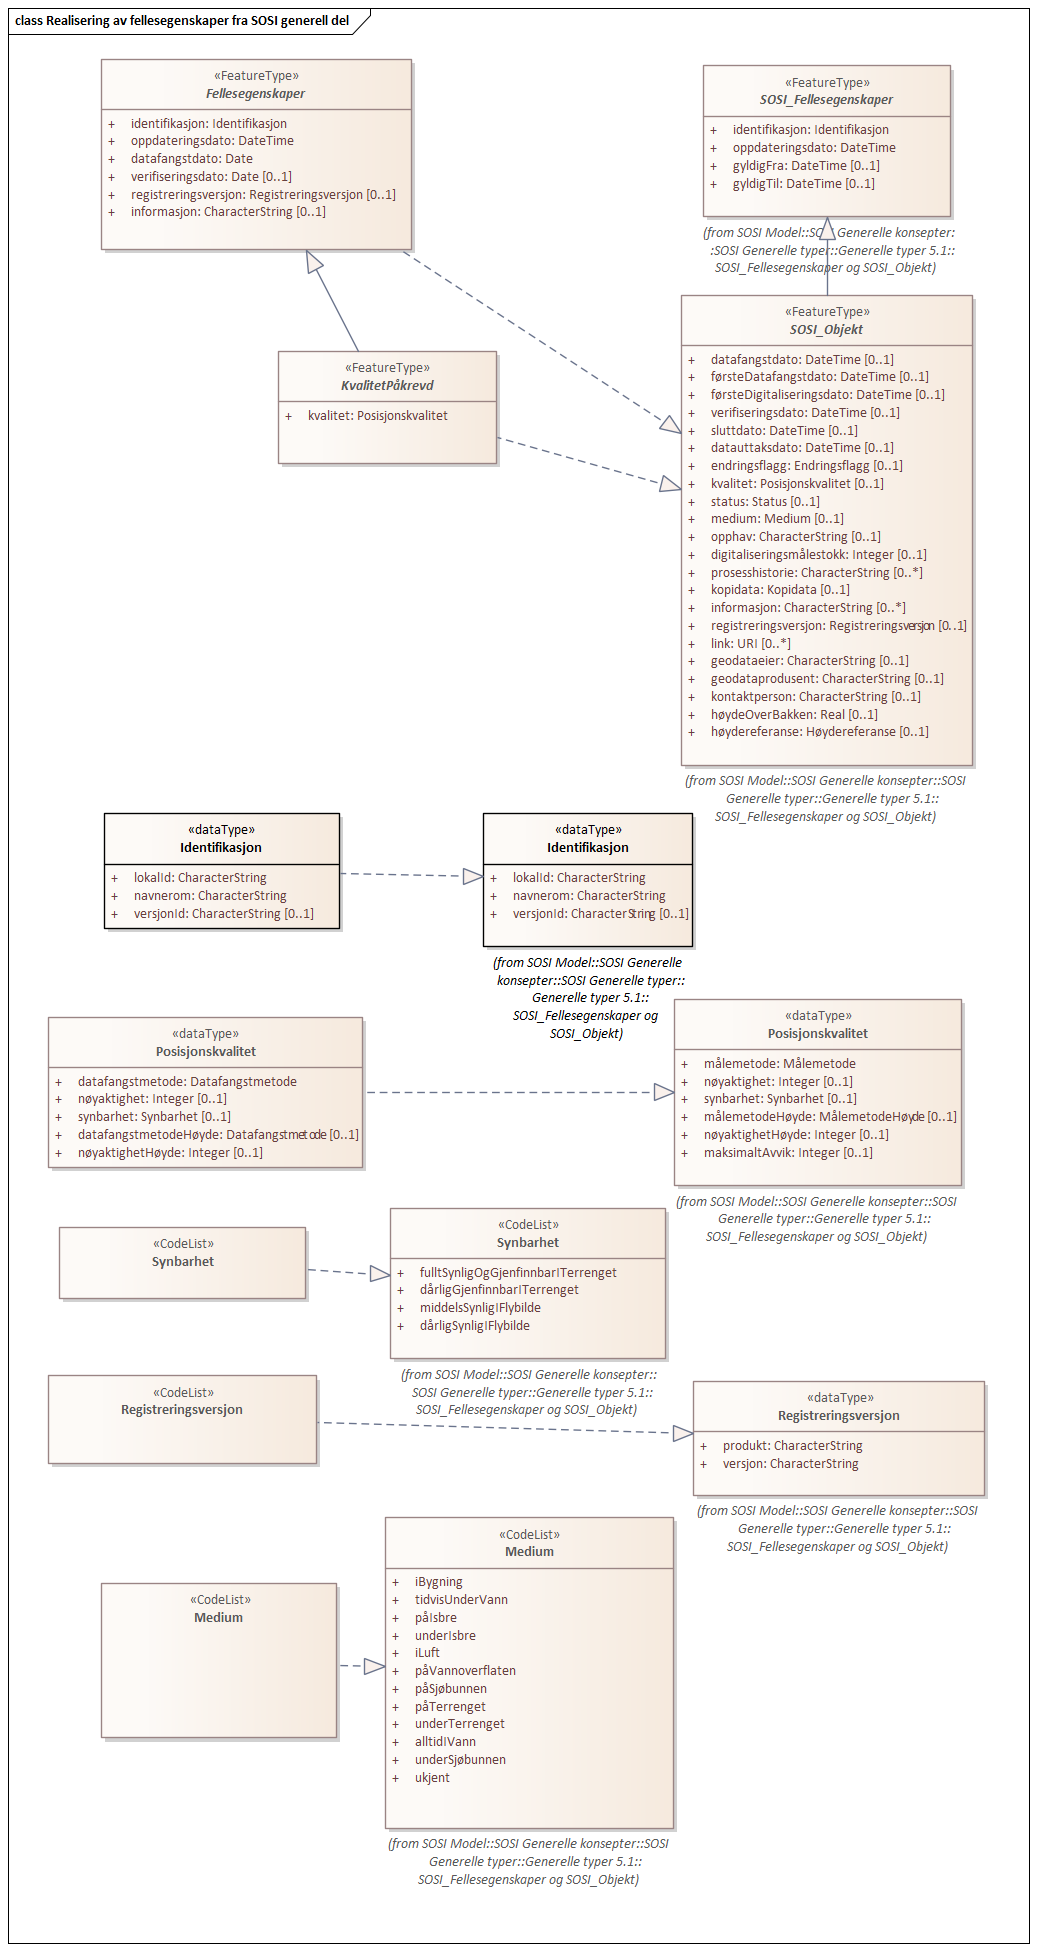 class Realisering av fellesegenskaper fra SOSI generell del
«FeatureType»
Fellesegenskaper
+ identifikasjon: Identifikasjon
+ oppdateringsdato: DateTime
+ datafangstdato: Date
+ verifiseringsdato: Date [0..1]
+ registreringsversjon: Registreringsversjon [0..1]
+ informasjon: CharacterString [0..1]
«FeatureType»
SOSI_Fellesegenskaper
+ identifikasjon: Identifikasjon
+ oppdateringsdato: DateTime
+ gyldigFra: DateTime [0..1]
+ gyldigTil: DateTime [0..1]
(from SOSI Model::SOSI Generelle konsepter:
:SOSI Generelle typer::Generelle typer 5.1::
SOSI_Fellesegenskaper og SOSI_Objekt)
«FeatureType»
KvalitetPåkrevd
+ kvalitet: Posisjonskvalitet
«FeatureType»
SOSI_Objekt
+ datafangstdato: DateTime [0..1]
+førsteDatafangstdato: DateTime [0..1]
+ førsteDigitaliseringsdato: DateTime [0..1]
+ verifiseringsdato: DateTime [0..1]
+ sluttdato: DateTime [0..1]
+ datauttaksdato: DateTime [0..1]
+ endringsflagg: Endringsflagg [0..1]
+ kvalitet: Posisjonskvalitet [0..1]
+ status: Status [0..1]
+ medium: Medium [0..1]
+ opphav: CharacterString [0..1]
+ digitaliseringsmålestokk: Integer [0..1]
+ prosesshistorie: CharacterString [0..*]
+ kopidata: Kopidata [0..1]
+ informasjon: CharacterString [0..*]
+ registreringsversjon: Registreringsversjon [0..1]
+ link: URI [0..*]
+ geodataeier: CharacterString [0..1]
+ geodataprodusent: CharacterString [0..1]
+ kontaktperson: CharacterString [0..1]
+ høydeOverBakken: Real [0..1]
+ høydereferanse: Høydereferanse [0..1]
(from SOSI Model::SOSI Generelle konsepter::SOSI
Generelle typer::Generelle typer 5.1::
SOSI_Fellesegenskaper og SOSI_Objekt)
«dataType»
Identifikasjon
+ lokalId: CharacterString
+ navnerom: CharacterString
+ versjonId: CharacterString [0..1]
«dataType»
Identifikasjon
+ lokalId: CharacterString
+ navnerom: CharacterString
+ versjonId: CharacterString [0..1]
(from SOSI Model::SOSI Generelle
konsepter::SOSI Generelle typer::
Generelle typer 5.1::
SOSI_Fellesegenskaper og
SOSI_Objekt)
«dataType»
Posisjonskvalitet
+ datafangstmetode: Datafangstmetode
+ nøyaktighet: Integer [0..1]
+ synbarhet: Synbarhet [0..1]
+ datafangstmetodeHøyde: Datafangstmetode [0..1]
+ nøyaktighetHøyde: Integer [0..1]
«dataType»
Posisjonskvalitet
+ målemetode: Målemetode
+ nøyaktighet: Integer [0..1]
+ synbarhet: Synbarhet [0..1]
+ målemetodeHøyde: MålemetodeHøyde [0..1]
+ nøyaktighetHøyde: Integer [0..1]
+ maksimaltAvvik: Integer [0..1]
(from SOSI Model::SOSI Generelle konsepter::SOSI
Generelle typer::Generelle typer 5.1::
SOSI_Fellesegenskaper og SOSI_Objekt)
«CodeList»
Synbarhet
«CodeList»
Synbarhet
+ fulltSynligOgGjenfinnbarITerrenget
+ dårligGjenfinnbarITerrenget
+ middelsSynligIFlybilde
+ dårligSynligIFlybilde
(from SOSI Model::SOSI Generelle konsepter::
SOSI Generelle typer::Generelle typer 5.1::
SOSI_Fellesegenskaper og SOSI_Objekt)
«CodeList»
Registreringsversjon
«dataType»
Registreringsversjon
+ produkt: CharacterString
+ versjon: CharacterString
(from SOSI Model::SOSI Generelle konsepter::SOSI
Generelle typer::Generelle typer 5.1::
SOSI_Fellesegenskaper og SOSI_Objekt)
«CodeList»
Medium
«CodeList»
Medium
+ iBygning
+ tidvisUnderVann
+ påIsbre
+ underIsbre
+ iLuft
+ påVannoverflaten
+ påSjøbunnen
+ påTerrenget
+ underTerrenget
+ alltidIVann
+ underSjøbunnen
+ ukjent
(from SOSI Model::SOSI Generelle konsepter::SOSI
Generelle typer::Generelle typer 5.1::
SOSI_Fellesegenskaper og SOSI_Objekt)